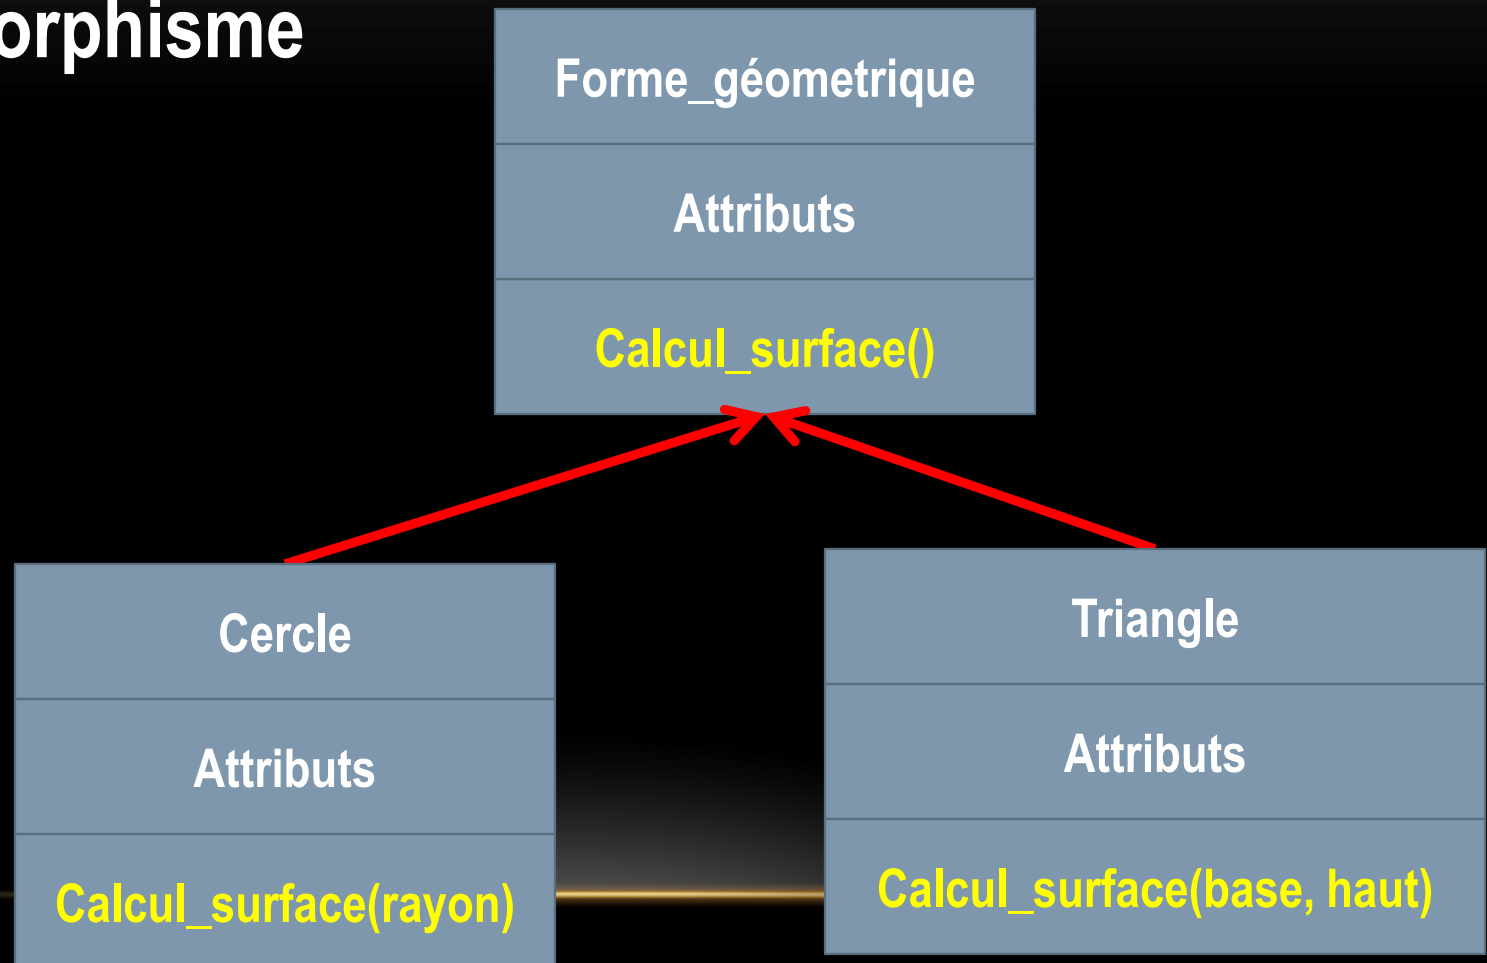 orphisme
Forme_géometrique
Attributs
Calcul_surface()
Cercle
Attributs
Calcul_surface(rayon)
Triangle
Attributs
Calcul_surface(base, haut)